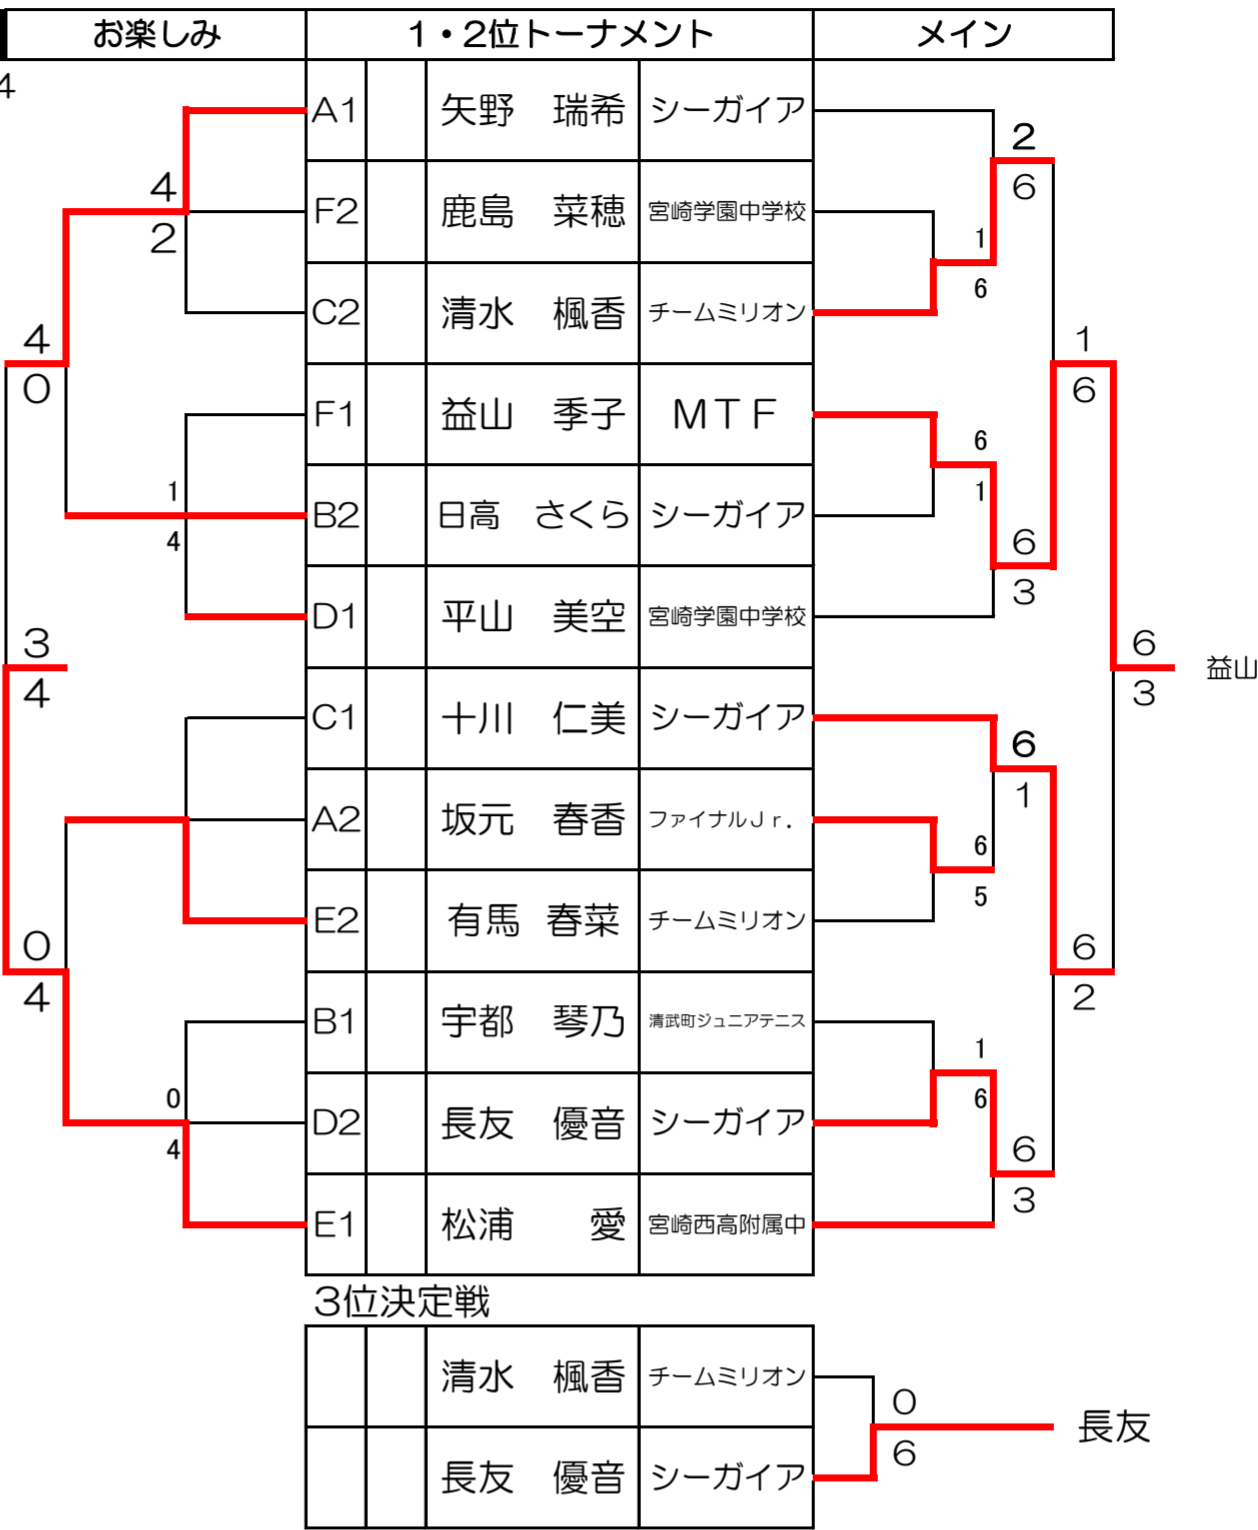 お楽しみ 1・2位トーナメント メイン
4
A1 矢野 瑞希 シーガイア
2
6
4
2
F2 鹿島 菜穂 宮崎学園中学校
1
6
C2 清水 楓香 チームミリオン
4
0
1
6
F1 益山 季子 MTF
6
1
1
4
B2 日高 さくら シーガイア
6
3
D1 平山 美空 宮崎学園中学校
3
4
6
3
益山
C1 十川 仁美 シーガイア
6
1
A2 坂元 春香 ファイナルJr.
6
5
E2 有馬 春菜 チームミリオン
0
4
6
2
B1 宇都 琴乃 清武町ジュニアテニス
1
6
0
4
D2 長友 優音 シーガイア
6
3
E1 松浦 愛 宮崎西高附属中
3位決定戦
清水 楓香 チームミリオン
0
6
長友
長友 優音 シーガイア